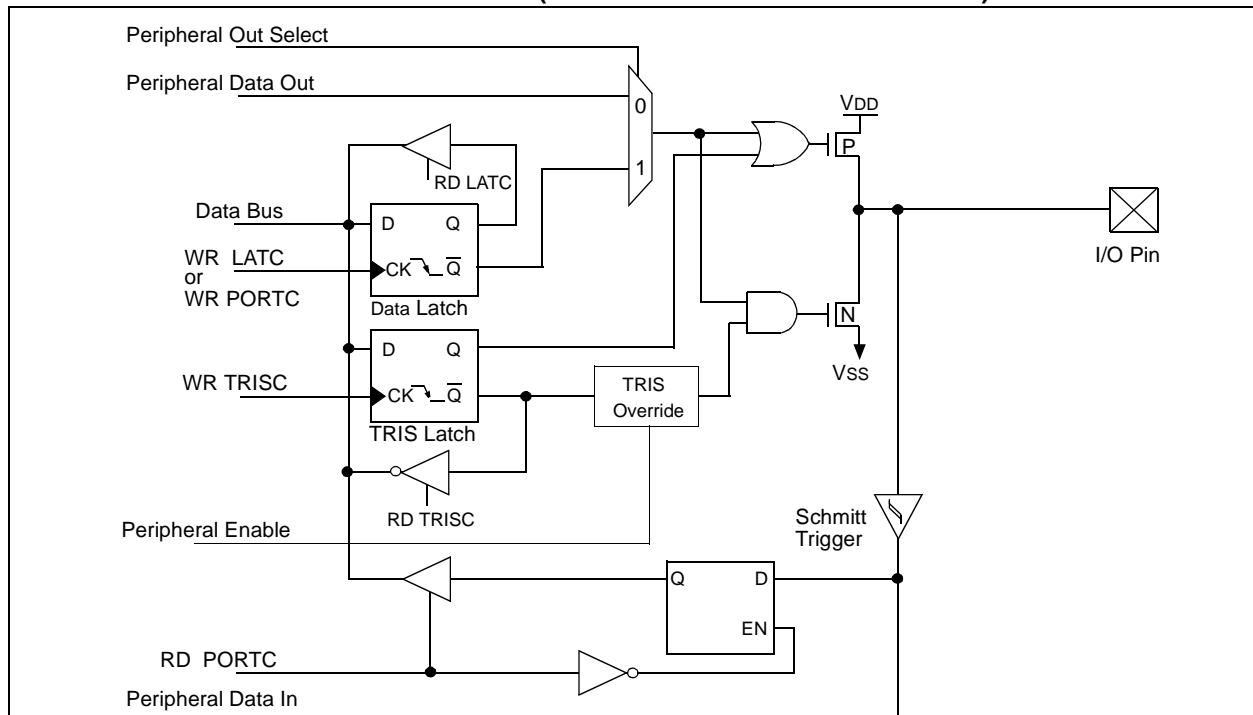 Peripheral Out Select
Peripheral Data Out
0
1
VDD
P
RD LATC
Data Bus
D Q
WR LATC
or
WR PORTC
CK Q
Data Latch
I/O Pin
N
VSS
D Q
WR TRISC
CK Q
TRIS Latch
TRIS
Override
RD TRISC
Peripheral Enable
Schmitt
Trigger
Q D
EN
RD PORTC
Peripheral Data In